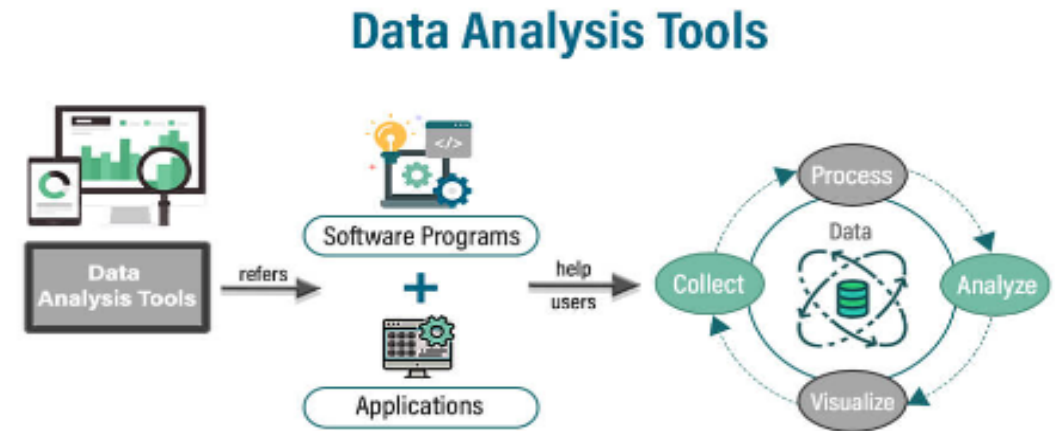 Data Analysis Tools
Data
Analysis Tools
refers
</>
Software Programs
+
Applications
help
users
Process
Data
Collect
Analyze
Visualize